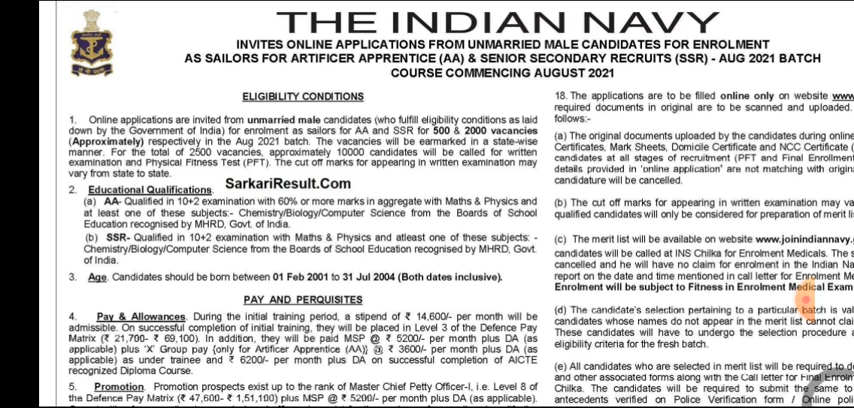 THE INDIAN NAVY
INVITES ONLINE APPLICATIONS FROM UNMARRIED MALE CANDIDATES FOR ENROLMENT
AS SAILORS FOR ARTIFICER APPRENTICE (AA) & SENIOR SECONDARY RECRUITS (SSR) - AUG 2021 BATCH
COURSE COMMENCING AUGUST 2021
ELIGIBILITY CONDITIONS
1. Online applications are invited from unmarried male candidates (who fulfill eligibility conditions as laid
down by the Government of India) for enrolment as sailors for AA and SSR for 500 & 2000 vacancies
(Approximately) respectively in the Aug 2021 batch. The vacancies will be earmarked in a state-wise
manner. For the total of 2500 vacancies, approximately 10000 candidates will be called for written
examination and Physical Fitness Test (PFT). The cut off marks for appearing in written examination may
vary from state to state.
SarkariResult.Com
2. Educational Qualifications.
(a) AA- Qualified in 10+2 examination with 60% or more marks in aggregate with Maths & Physics and
at least one of these subjects:- Chemistry/Biology/Computer Science from the Boards of School
Education recognised by MHRD, Govt. of India.
(b) SSR- Qualified in 10+2 examination with Maths & Physics and atleast one of these subjects: -
Chemistry/Biology/Computer Science from the Boards of School Education recognised by MHRD, Govt.
of India.
3. Age. Candidates should be born between 01 Feb 2001 to 31 Jul 2004 (Both dates inclusive).
PAY AND PERQUISITES
4. Pay & Allowances. During the initial training period, a stipend of ₹ 14,600/- per month will be
admissible. On successful completion of initial training, they will be placed in Level 3 of the Defence Pay
Matrix (₹ 21,700- ₹ 69,100). In addition, they will be paid MSP @ ₹ 5200/- per month plus DA (as
applicable) plus 'X' Group pay {only for Artificer Apprentice (AA)} @ ₹ 3600/- per month plus DA (as
applicable) as under trainee and ₹ 6200/- per month plus DA on successful completion of AICTE
recognized Diploma Course.
5. Promotion. Promotion prospects exist up to the rank of Master Chief Petty Officer-I, i.e. Level 8 of
the Defence Pay Matrix (₹ 47,600- ₹ 1,51,100) plus MSP @ ₹ 5200/- per month plus DA (as applicable).
18. The applications are to be filled online only on website www
required documents in original are to be scanned and uploaded.
follows:-
(a) The original documents uploaded by the candidates during online
Certificates, Mark Sheets, Domicile Certificate and NCC Certificate (
candidates at all stages of recruitment (PFT and Final Enrollment
details provided in 'online application' are not matching with origin
candidature will be cancelled.
(b) The cut off marks for appearing in written examination may va
qualified candidates will only be considered for preparation of merit lis
(c) The merit list will be available on website www.joinindiannavy.
candidates will be called at INS Chilka for Enrollment Medicals. The s
cancelled and he will have no claim for enrolment in the Indian Na
report on the date and time mentioned in call letter for Enrolment Me
Enrolment will be subject to Fitness in Enrolment Medical Exam
(d) The candidate's selection pertaining to a particular batch is val
candidates whose names do not appear in the merit list cannot clai
These candidates will have to undergo the selection procedure a
eligibility criteria for the fresh batch.
(e) All candidates who are selected in merit list will be required to do
and other associated forms along with the Call letter for Final Enrolm
Chilka. The candidates will be required to submit the same to
antecedents verified on Police Verification form / Online poli